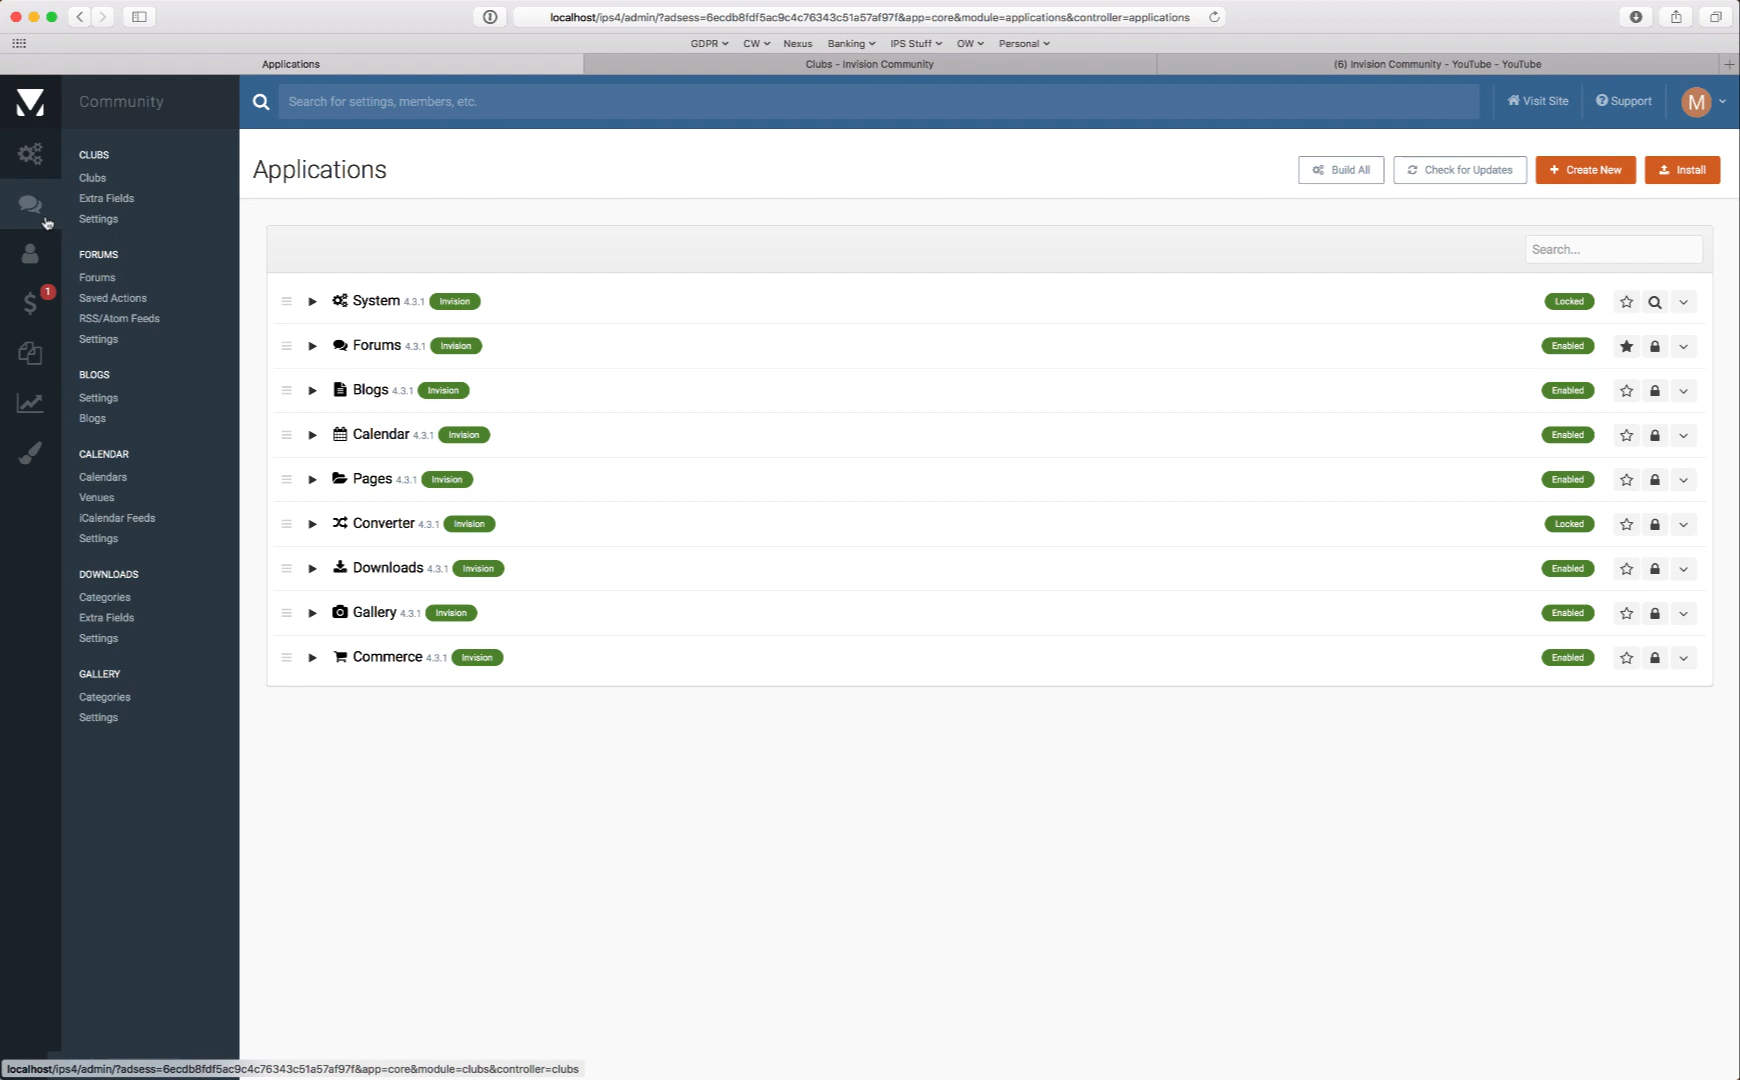 localhost/ips4/admin/?adsess=6ecdb8fdf5ac9c4c76343c51a57af97f&app=core&module=applications&controller=applications
GDPR CW Nexus Banking IPS Stuff OW Personal
Applications Clubs - Invision Community (6) Invision Community - YouTube - YouTube
Community
Search for settings, members, etc.
Visit Site Support M
1
CLUBS
Clubs
Extra Fields
Settings
FORUMS
Forums
Saved Actions
RSS/Atom Feeds
Settings
BLOGS
Settings
Blogs
CALENDAR
Calendars
Venues
iCalendar Feeds
Settings
DOWNLOADS
Categories
Extra Fields
Settings
GALLERY
Categories
Settings
Applications
Build All Check for Updates Create New Install
Search...
System 4.3.1 Invision Locked
Forums 4.3.1 Invision Enabled
Blogs 4.3.1 Invision Enabled
Calendar 4.3.1 Invision Enabled
Pages 4.3.1 Invision Enabled
Converter 4.3.1 Invision Locked
Downloads 4.3.1 Invision Enabled
Gallery 4.3.1 Invision Enabled
Commerce 4.3.1 Invision Enabled
localhost/ips4/admin/?adsess=6ecdb8fdf5ac9c4c76343c51a57af97f&app=core&module=clubs&controller=clubs